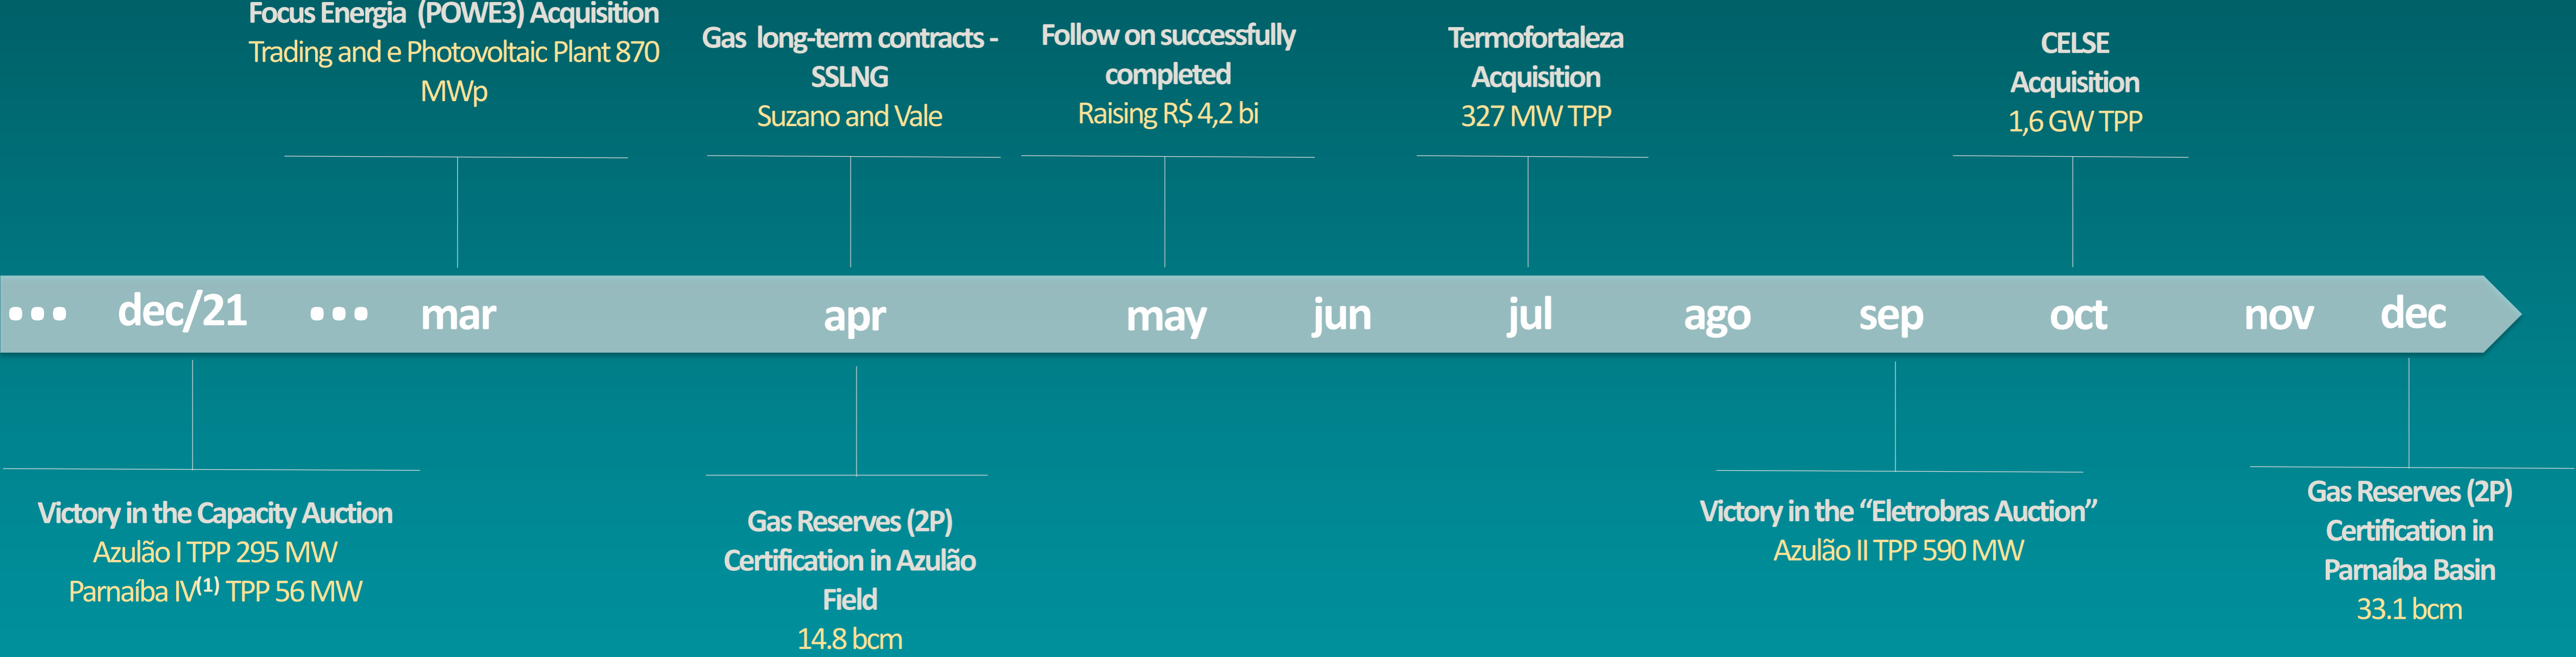 Focus Energia (POWE3) Acquisition
Trading and e Photovoltaic Plant 870
MWp
Gas long-term contracts -
SSLNG
Suzano and Vale
Follow on successfully
completed
Raising R$ 4,2 bi
Termofortaleza
Acquisition
327 MW TPP
CELSE
Acquisition
1,6 GW TPP
... dec/21 ... mar apr may jun jul ago sep oct nov dec
Victory in the Capacity Auction
Azulão I TPP 295 MW
Parnaíba IV(1) TPP 56 MW
Gas Reserves (2P)
Certification in Azulão
Field
14.8 bcm
Victory in the “Eletrobras Auction”
Azulão II TPP 590 MW
Gas Reserves (2P)
Certification in
Parnaíba Basin
33.1 bcm